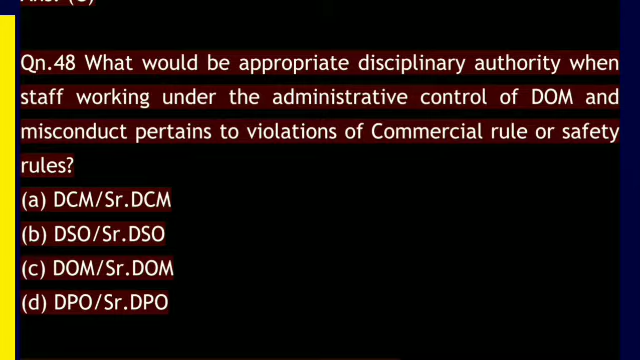 Ans. (C)
Qn.48 What would be appropriate disciplinary authority when
staff working under the administrative control of DOM and
misconduct pertains to violations of Commercial rule or safety
rules?
(a) DCM/Sr.DCM
(b) DSO/Sr.DSO
(c) DOM/Sr.DOM
(d) DPO/Sr.DPO